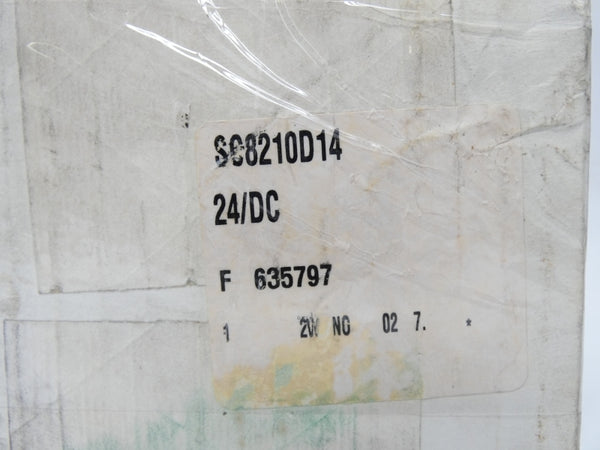 SC8210D14
24/DC
F 635797
1 2W NC 02 7. *